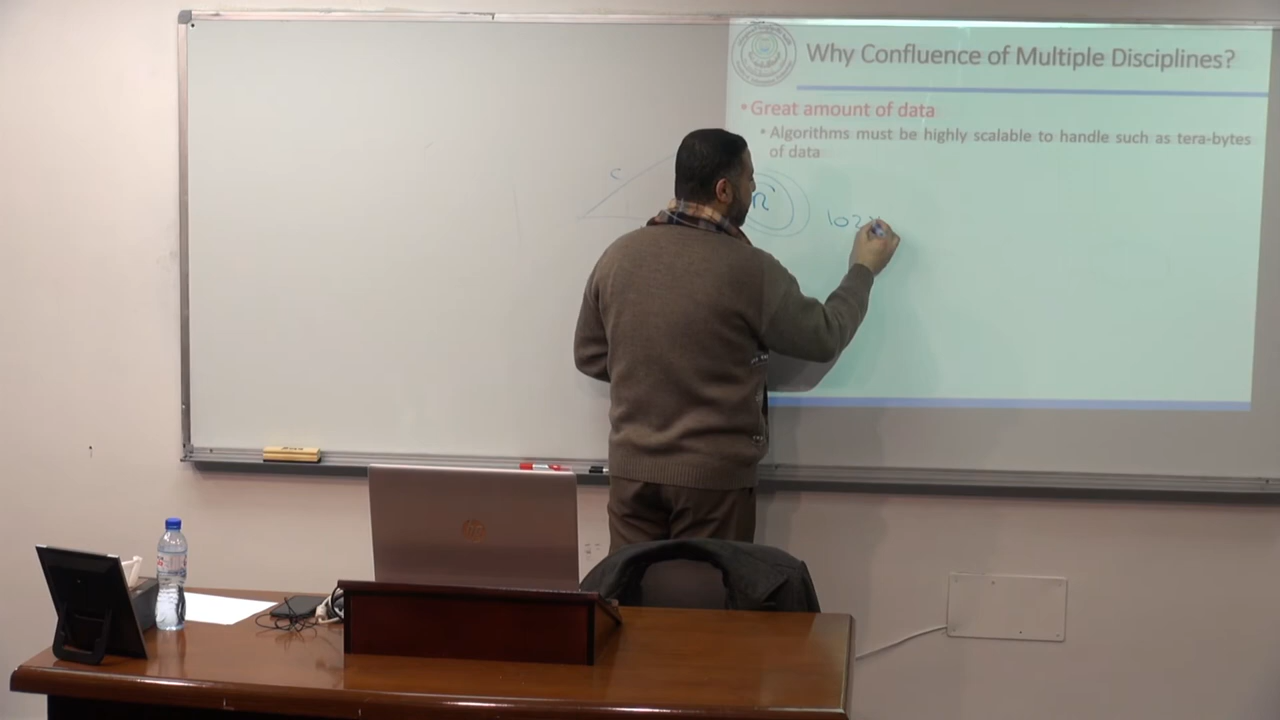 Why Confluence of Multiple Disciplines?
• Great amount of data
• Algorithms must be highly scalable to handle such as tera-bytes
of data
c